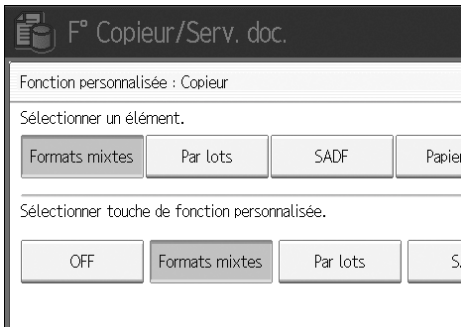 F° Copieur/Serv. doc.
Fonction personnalisée : Copieur
Sélectionner un élément.
Formats mixtes Par lots SADF Papier
Sélectionner touche de fonction personnalisée.
OFF Formats mixtes Par lots